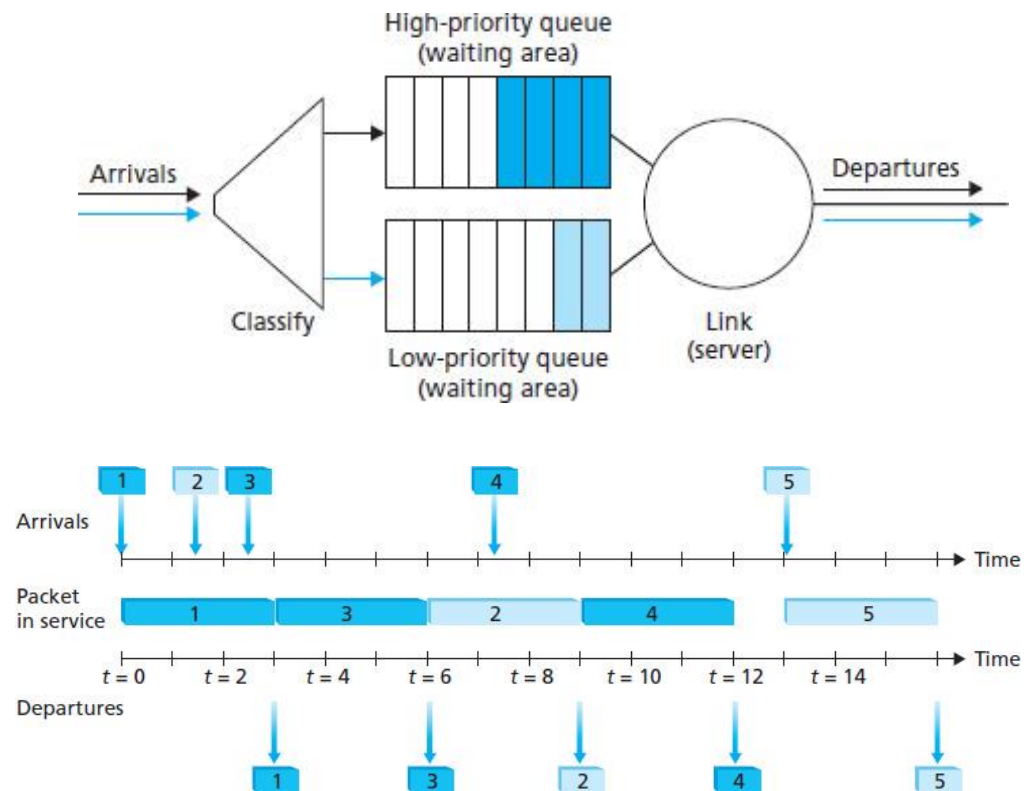 High-priority queue
(waiting area)
Arrivals
Departures
Classify
Link
(server)
Low-priority queue
(waiting area)
1 2 3 4 5
Arrivals
Time
Packet
in service
1 3 2 4 5
Time
t = 0 t = 2 t = 4 t = 6 t = 8 t = 10 t = 12 t = 14
Departures
1 3 2 4 5